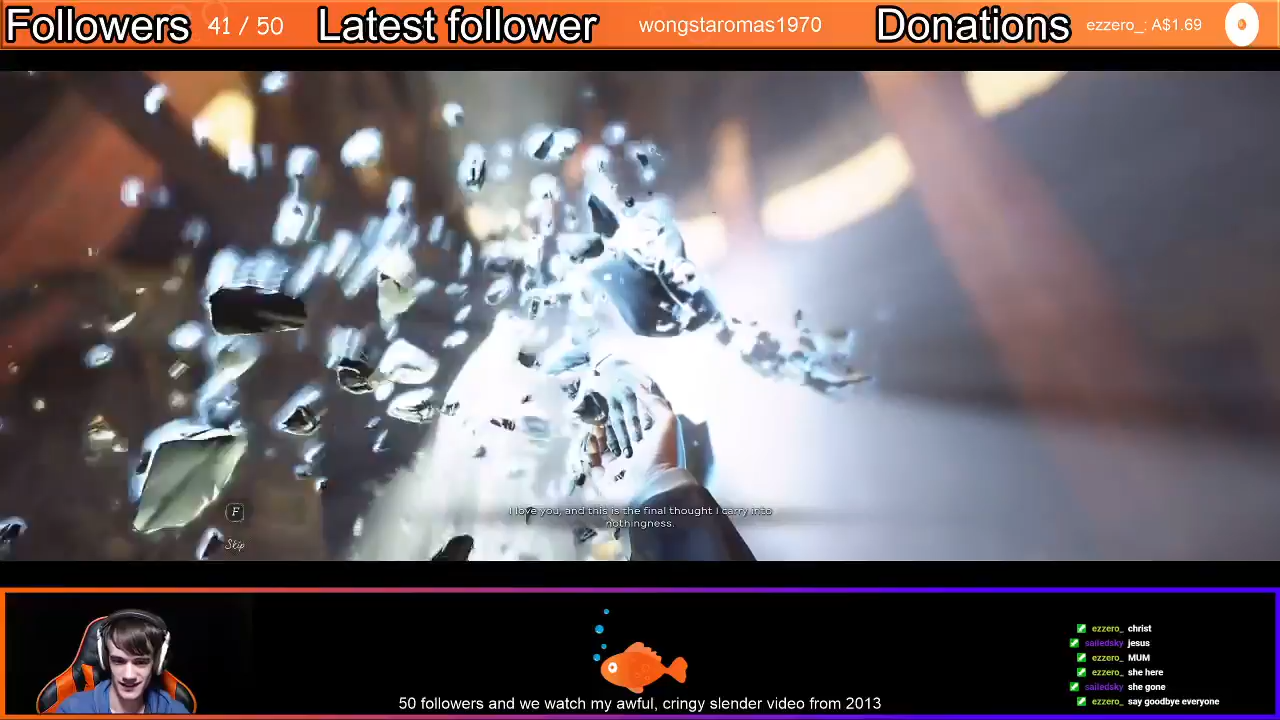 Followers 41 / 50 Latest follower wongstaromas1970 Donations ezzero_: A$1.69
I love you, and this is the final thought I carry into
nothingness.
F
Skip
ezzero_ christ
sailedsky jesus
ezzero_ MUM
ezzero_ she here
sailedsky she gone
ezzero_ say goodbye everyone
50 followers and we watch my awful, cringy slender video from 2013